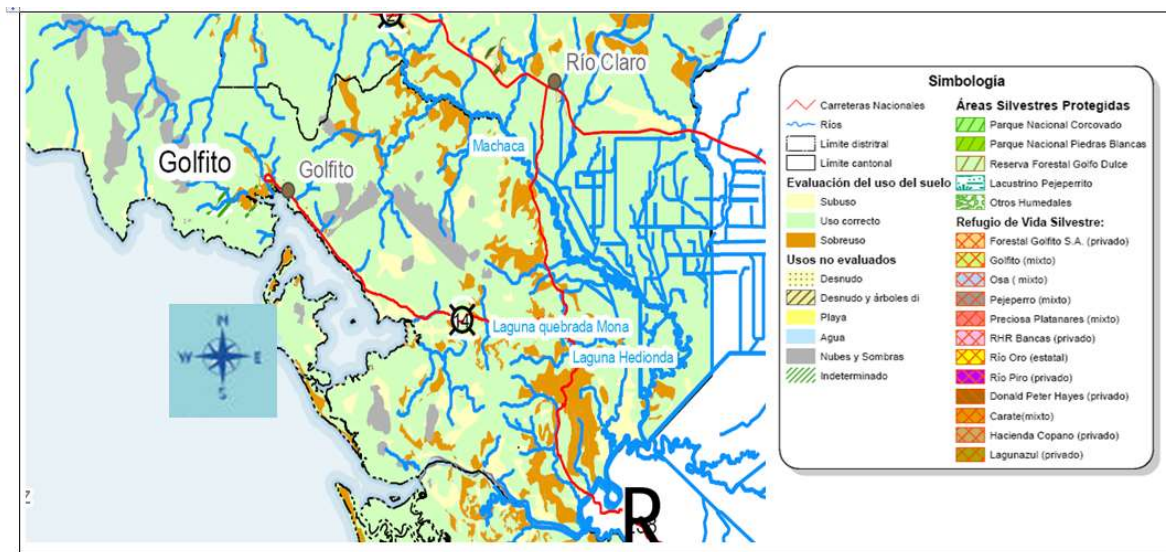 Río Claro
Machaca
Golfito
Golfito
14
Laguna quebrada Mona
Laguna Hedionda
N
W E
S
Z
R
Simbología
Carreteras Nacionales
Ríos
Límite distrital
Límite cantonal
Evaluación del uso del suelo
Subuso
Uso correcto
Sobreuso
Usos no evaluados
Desnudo
Desnudo y árboles di
Playa
Agua
Nubes y Sombras
Indeterminado
Áreas Silvestres Protegidas
Parque Nacional Corcovado
Parque Nacional Piedras Blancas
Reserva Forestal Golfo Dulce
Lacustrino Pejeperrito
Otros Humedales
Refugio de Vida Silvestre:
Forestal Golfito S.A. (privado)
Golfito (mixto)
Osa ( mixto)
Pejeperro (mixto)
Preciosa Platanares (mixto)
RHR Bancas (privado)
Río Oro (estatal)
Río Piro (privado)
Donald Peter Hayes (privado)
Carate(mixto)
Hacienda Copano (privado)
Lagunazul (privado)